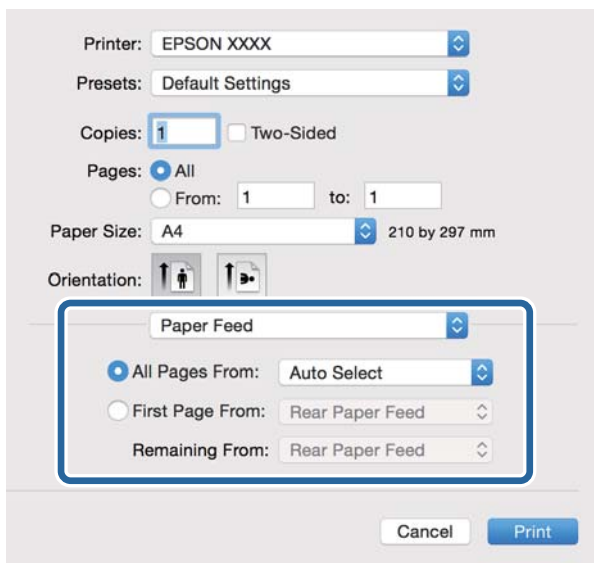 Printer: EPSON XXXX
Presets: Default Settings
Copies: 1 Two-Sided
Pages: All
From: 1 to: 1
Paper Size: A4 210 by 297 mm
Orientation:
Paper Feed
All Pages From: Auto Select
First Page From: Rear Paper Feed
Remaining From: Rear Paper Feed
Cancel Print